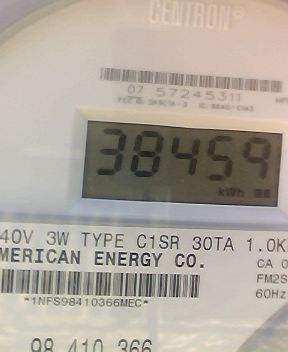 CENTRON®
07 57245311
38459
kWh
40V 3W TYPE C1SR 30TA 1.0K
MERICAN ENERGY CO.
CA 0
FM2S
60Hz
*1NFS98410366MEC*
98 410 366